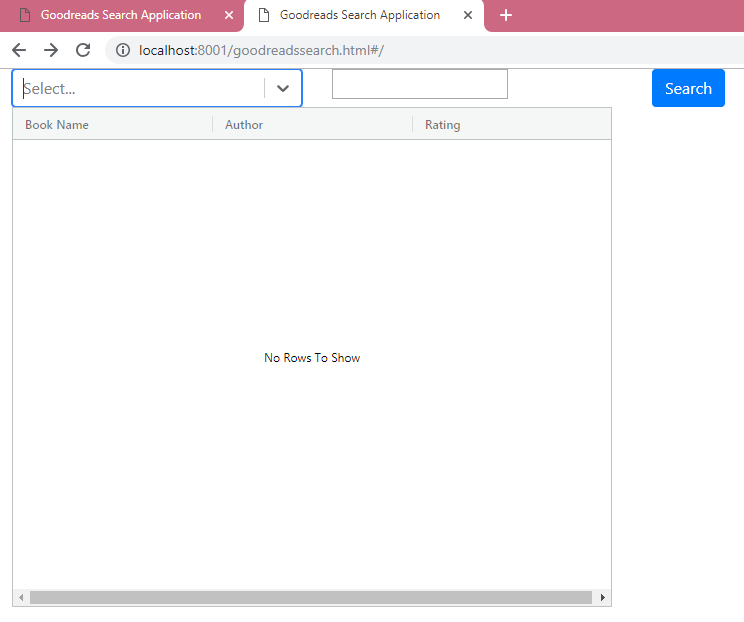 Goodreads Search Application Goodreads Search Application
localhost:8001/goodreadssearch.html#/
Select... Search
Book Name Author Rating
No Rows To Show